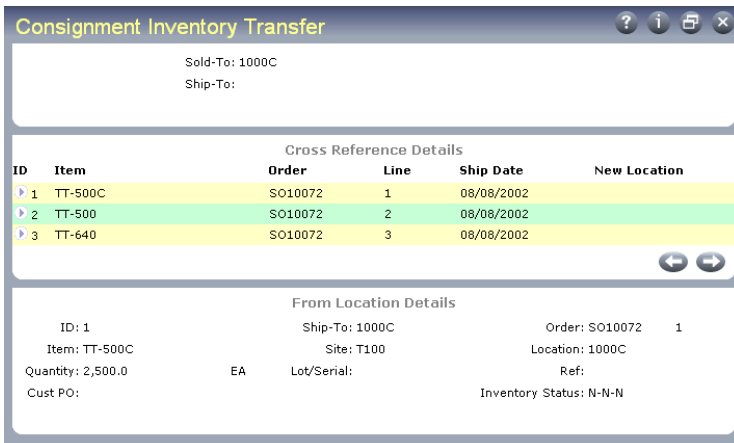 Consignment Inventory Transfer
? i
Sold-To: 1000C
Ship-To:
Cross Reference Details
ID Item Order Line Ship Date New Location
1 TT-500C SO10072 1 08/08/2002
2 TT-500 SO10072 2 08/08/2002
3 TT-640 SO10072 3 08/08/2002
From Location Details
ID: 1 Ship-To: 1000C Order: SO10072 1
Item: TT-500C Site: T100 Location: 1000C
Quantity: 2,500.0 EA Lot/Serial: Ref:
Cust PO: Inventory Status: N-N-N